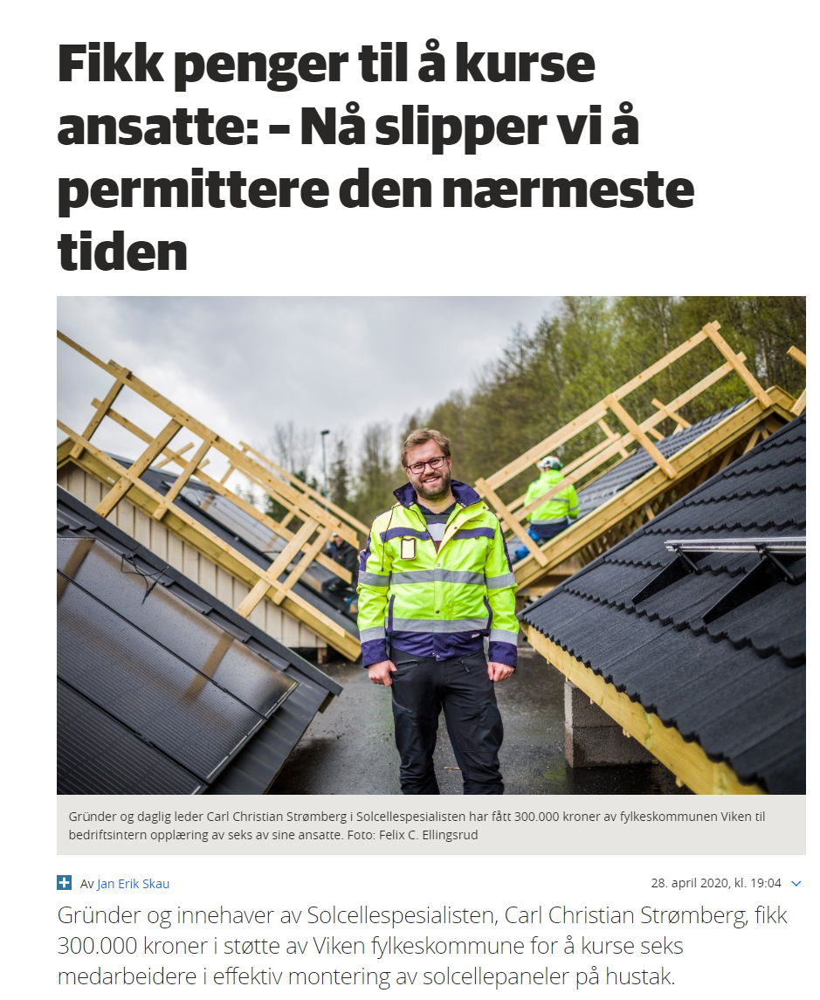 Fikk penger til å kurse
ansatte: – Nå slipper vi å
permittere den nærmeste
tiden
Gründer og daglig leder Carl Christian Strømberg i Solcellespesialisten har fått 300.000 kroner av fylkeskommunen Viken til
bedriftsintern opplæring av seks av sine ansatte. Foto: Felix C. Ellingsrud
Av Jan Erik Skau
28. april 2020, kl. 19:04
Gründer og innehaver av Solcellespesialisten, Carl Christian Strømberg, fikk
300.000 kroner i støtte av Viken fylkeskommune for å kurse seks
medarbeidere i effektiv montering av solcellepaneler på hustak.